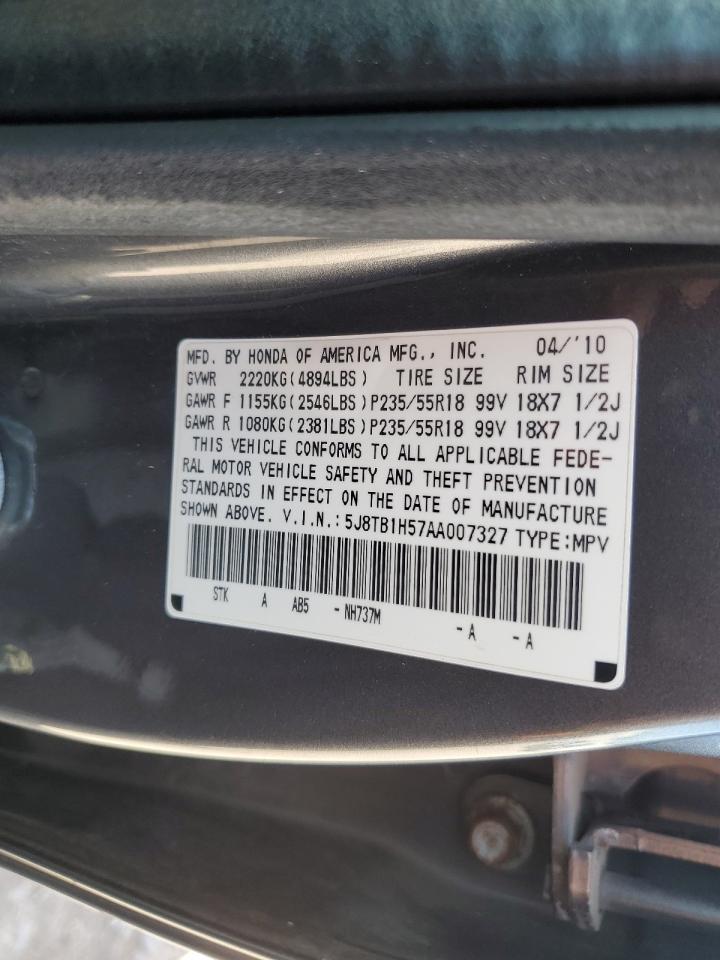 MFD. BY HONDA OF AMERICA MFG., INC. 04/'10
GVWR 2220KG(4894LBS) TIRE SIZE RIM SIZE
GAWR F 1155KG(2546LBS)P235/55R18 99V 18X7 1/2J
GAWR R 1080KG(2381LBS)P235/55R18 99V 18X7 1/2J
THIS VEHICLE CONFORMS TO ALL APPLICABLE FEDE-
RAL MOTOR VEHICLE SAFETY AND THEFT PREVENTION
STANDARDS IN EFFECT ON THE DATE OF MANUFACTURE
SHOWN ABOVE. V.I.N.:5J8TB1H57AA007327 TYPE:MPV
STK A AB5 -NH737M -A -A